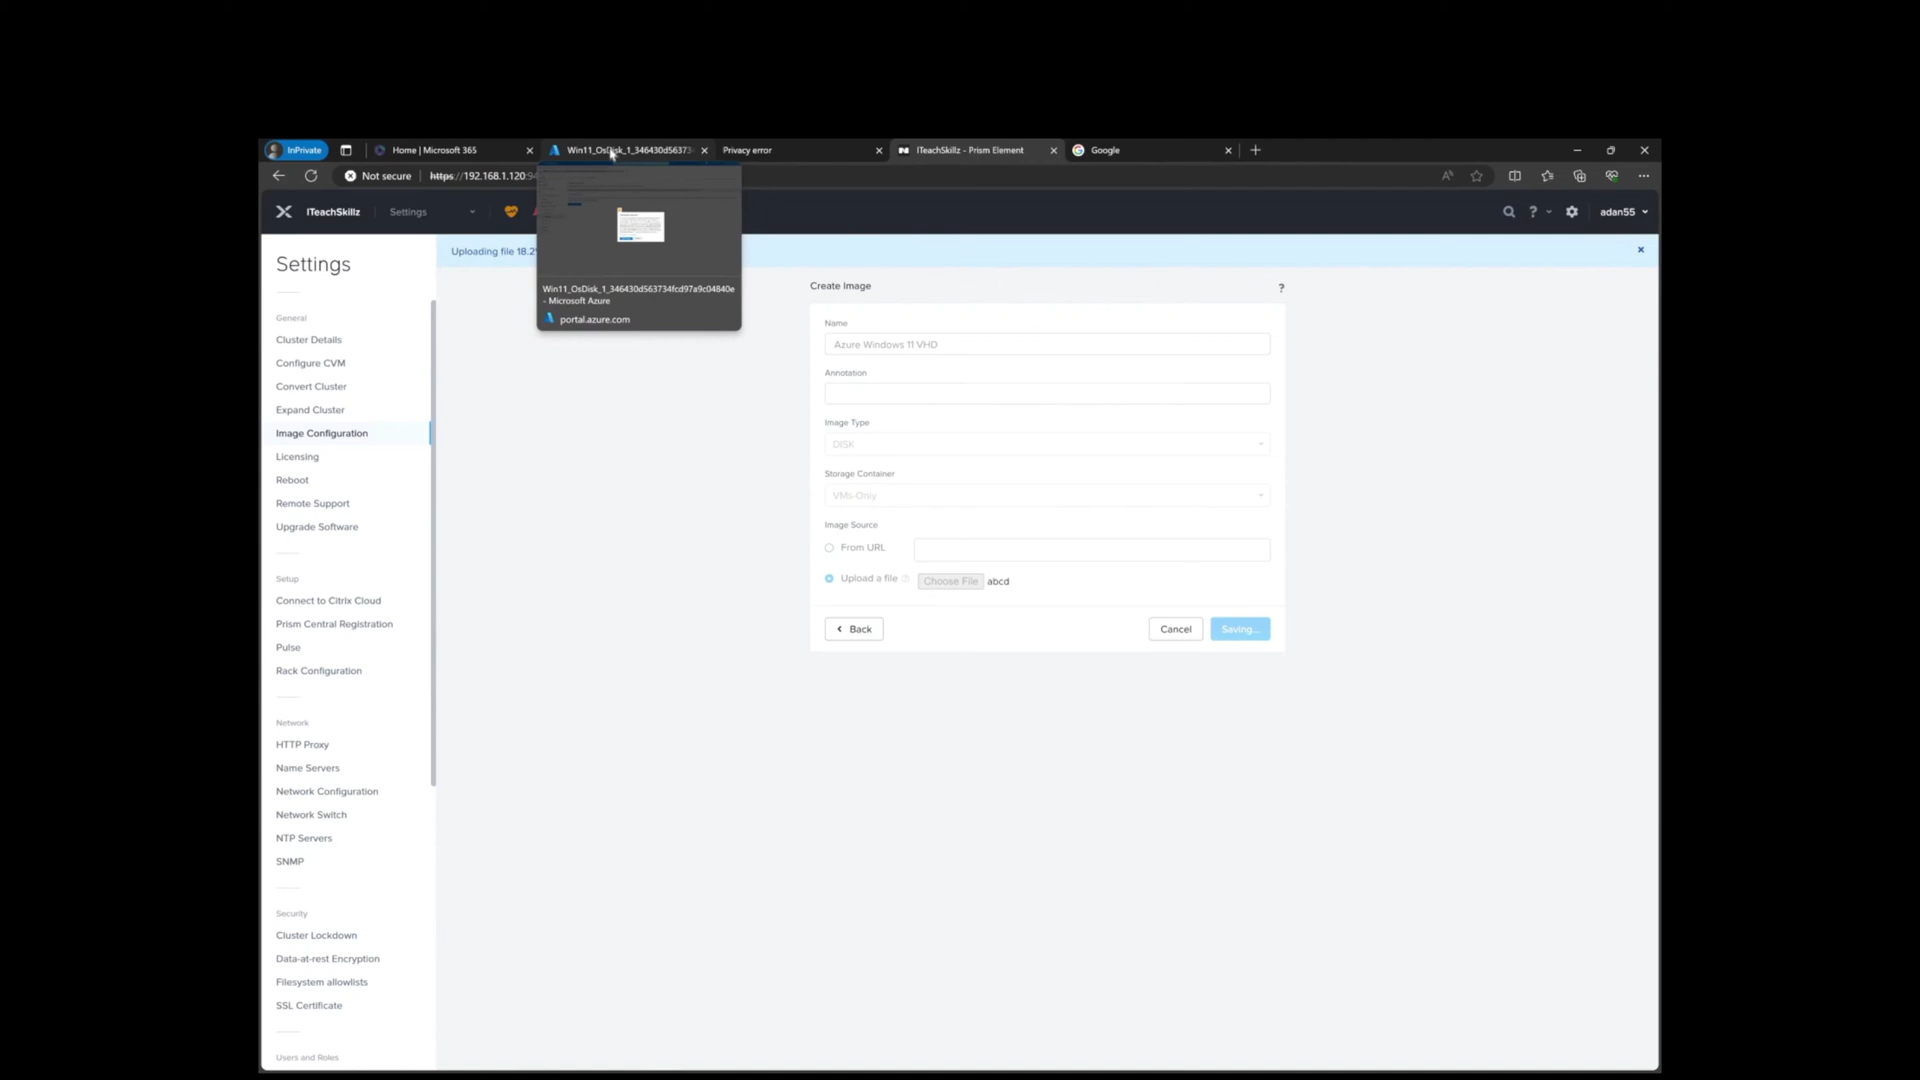 InPrivate
Home | Microsoft 365
Win11_OsDisk_1_346430d56373
Privacy error
ITeachSkillz - Prism Element
Google
Not secure
https://192.168.1.120:94
ITeachSkillz
Settings
?
adan55
Uploading file 18.2
Win11_OsDisk_1_346430d563734fcd97a9c04840e
- Microsoft Azure
portal.azure.com
Settings
General
Cluster Details
Configure CVM
Convert Cluster
Expand Cluster
Image Configuration
Licensing
Reboot
Remote Support
Upgrade Software
Setup
Connect to Citrix Cloud
Prism Central Registration
Pulse
Rack Configuration
Network
HTTP Proxy
Name Servers
Network Configuration
Network Switch
NTP Servers
SNMP
Security
Cluster Lockdown
Data-at-rest Encryption
Filesystem allowlists
SSL Certificate
Users and Roles
Create Image
?
Name
Azure Windows 11 VHD
Annotation
Image Type
DISK
Storage Container
VMs-Only
Image Source
From URL
Upload a file
Choose File abcd
Back
Cancel
Saving...